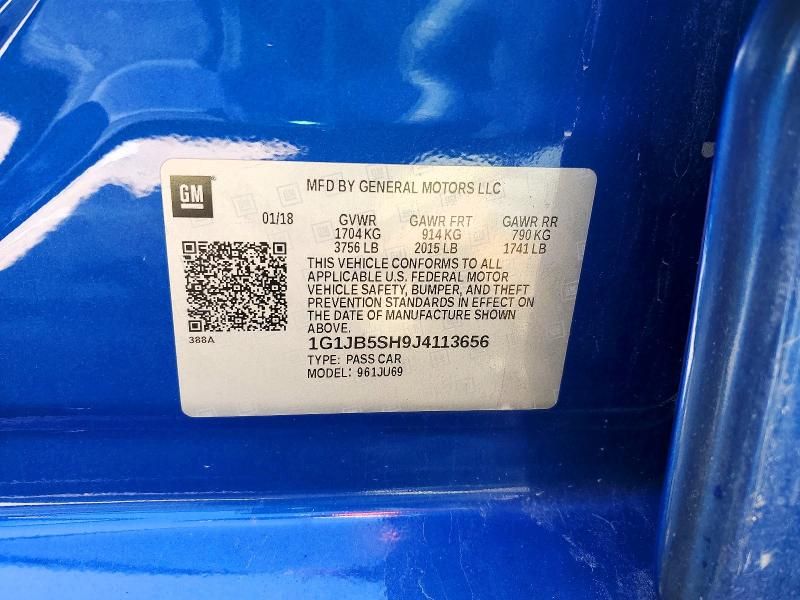 GM
MFD BY GENERAL MOTORS LLC
01/18 GVWR GAWR FRT GAWR RR
1704 KG 914 KG 790 KG
3756 LB 2015 LB 1741 LB
THIS VEHICLE CONFORMS TO ALL
APPLICABLE U.S. FEDERAL MOTOR
VEHICLE SAFETY, BUMPER, AND THEFT
PREVENTION STANDARDS IN EFFECT ON
THE DATE OF MANUFACTURE SHOWN
ABOVE.
388A
1G1JB5SH9J4113656
TYPE: PASS CAR
MODEL: 961JU69